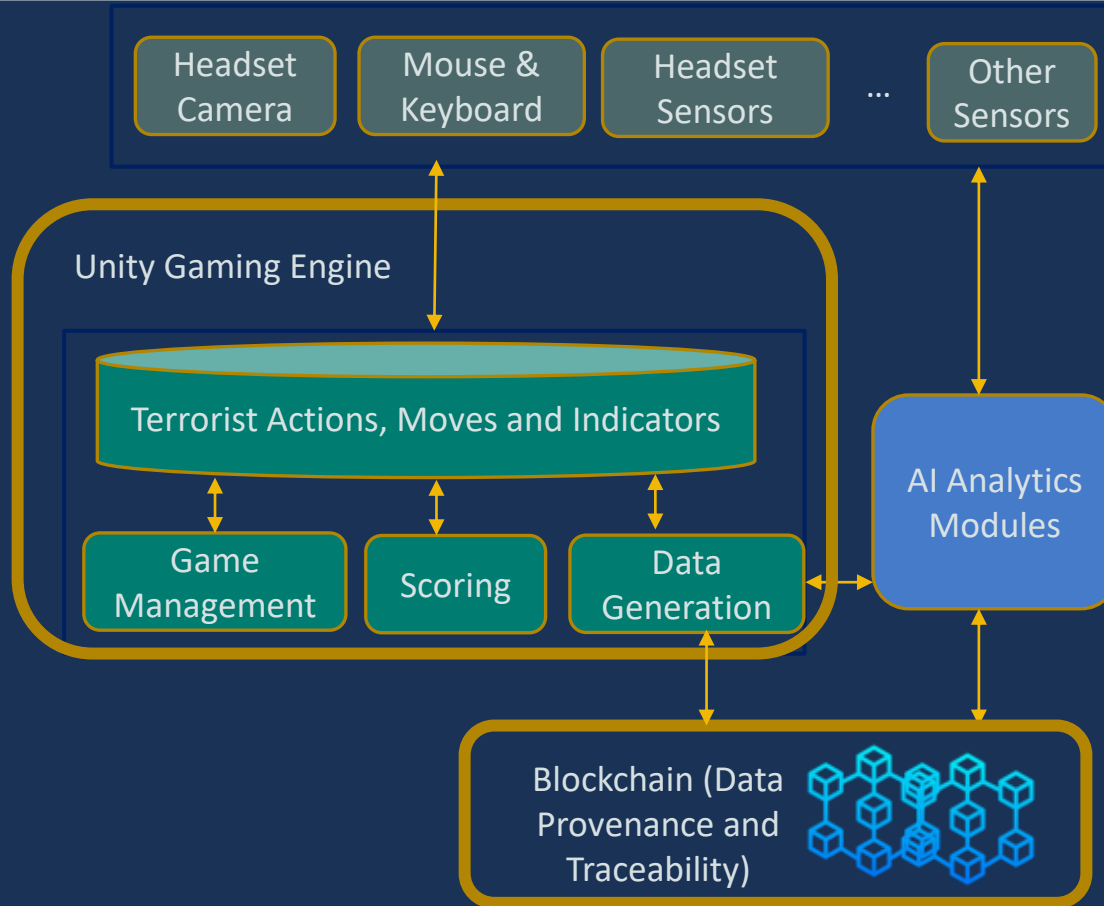 Headset
Camera
Mouse &
Keyboard
Headset
Sensors
...
Other
Sensors
Unity Gaming Engine
Terrorist Actions, Moves and Indicators
Game
Management
Scoring
Data
Generation
AI Analytics
Modules
Blockchain (Data
Provenance and
Traceability)